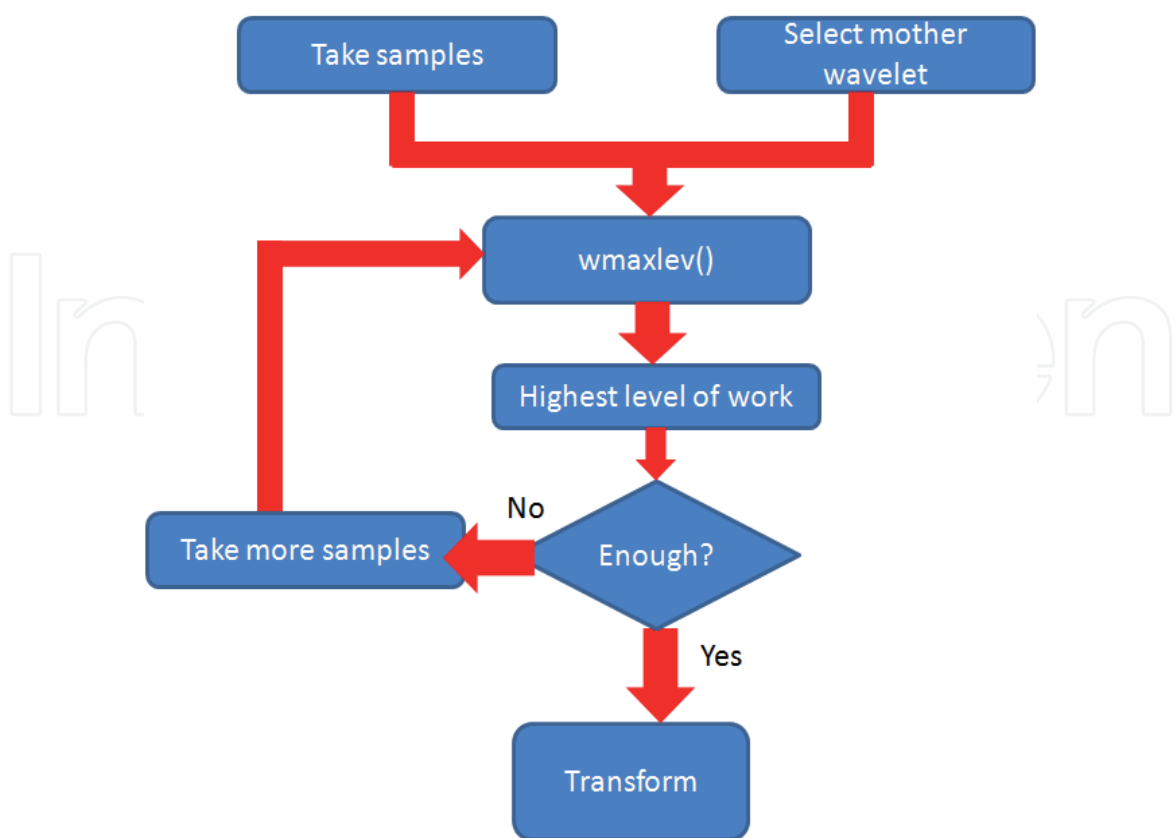 Take samples
Select mother
wavelet
wmaxlev()
Highest level of work
No
Take more samples
Enough?
Yes
Transform